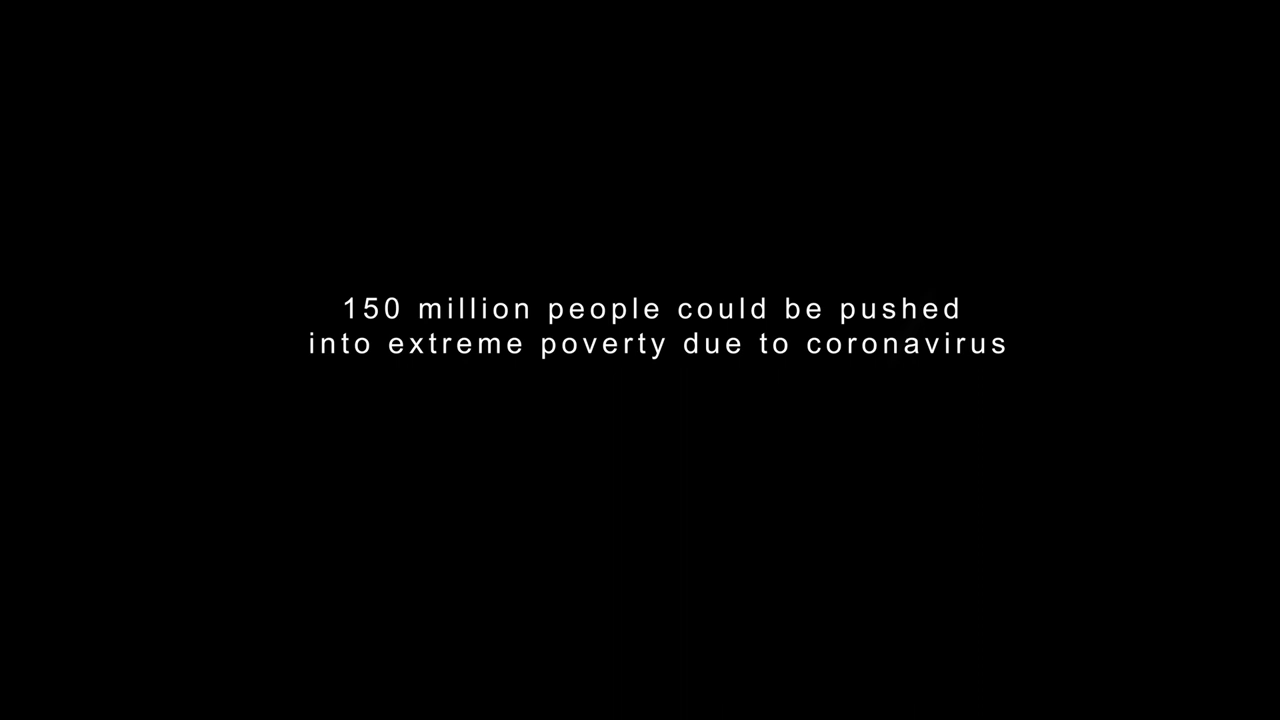 150 million people could be pushed
into extreme poverty due to coronavirus